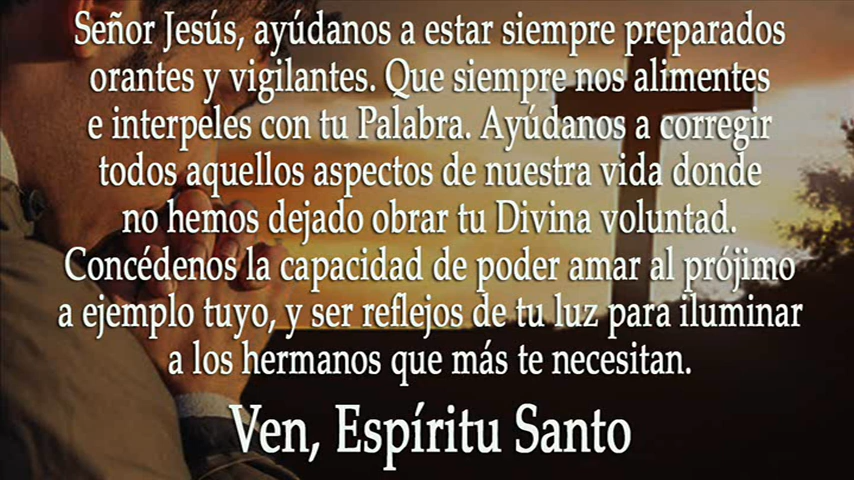 Señor Jesús, ayúdanos a estar siempre preparados
orantes y vigilantes. Que siempre nos alimentes
e interpeles con tu Palabra. Ayúdanos a corregir
todos aquellos aspectos de nuestra vida donde
no hemos dejado obrar tu Divina voluntad.
Concédenos la capacidad de poder amar al prójimo
a ejemplo tuyo, y ser reflejos de tu luz para iluminar
a los hermanos que más te necesitan.
Ven, Espíritu Santo